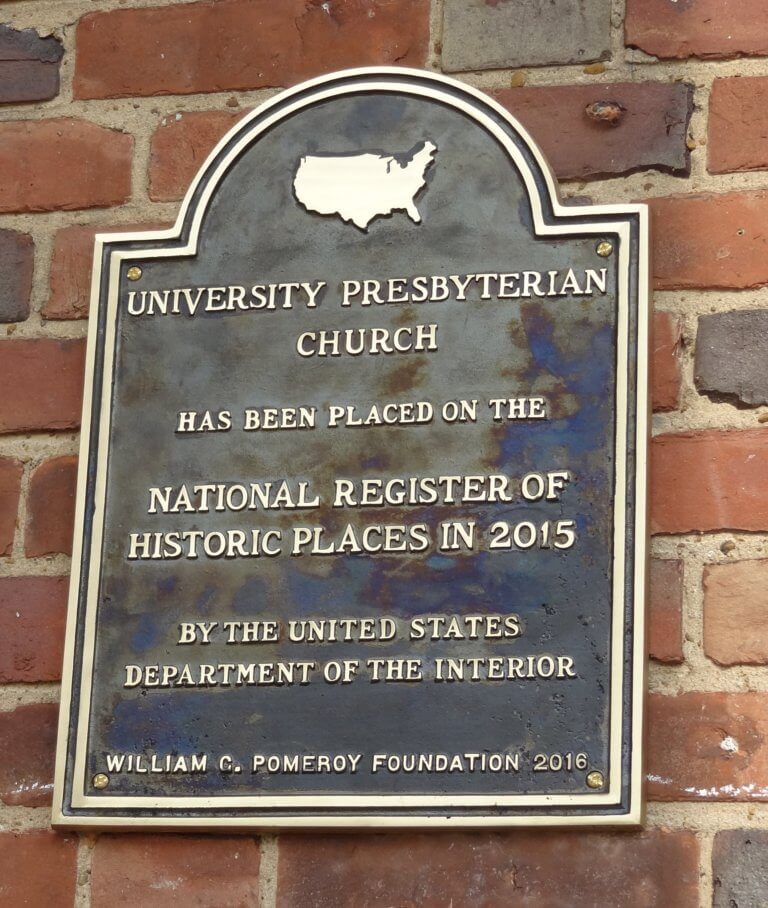 UNIVERSITY PRESBYTERIAN
CHURCH
HAS BEEN PLACED ON THE
NATIONAL REGISTER OF
HISTORIC PLACES IN 2015
BY THE UNITED STATES
DEPARTMENT OF THE INTERIOR
WILLIAM G. POMEROY FOUNDATION 2016